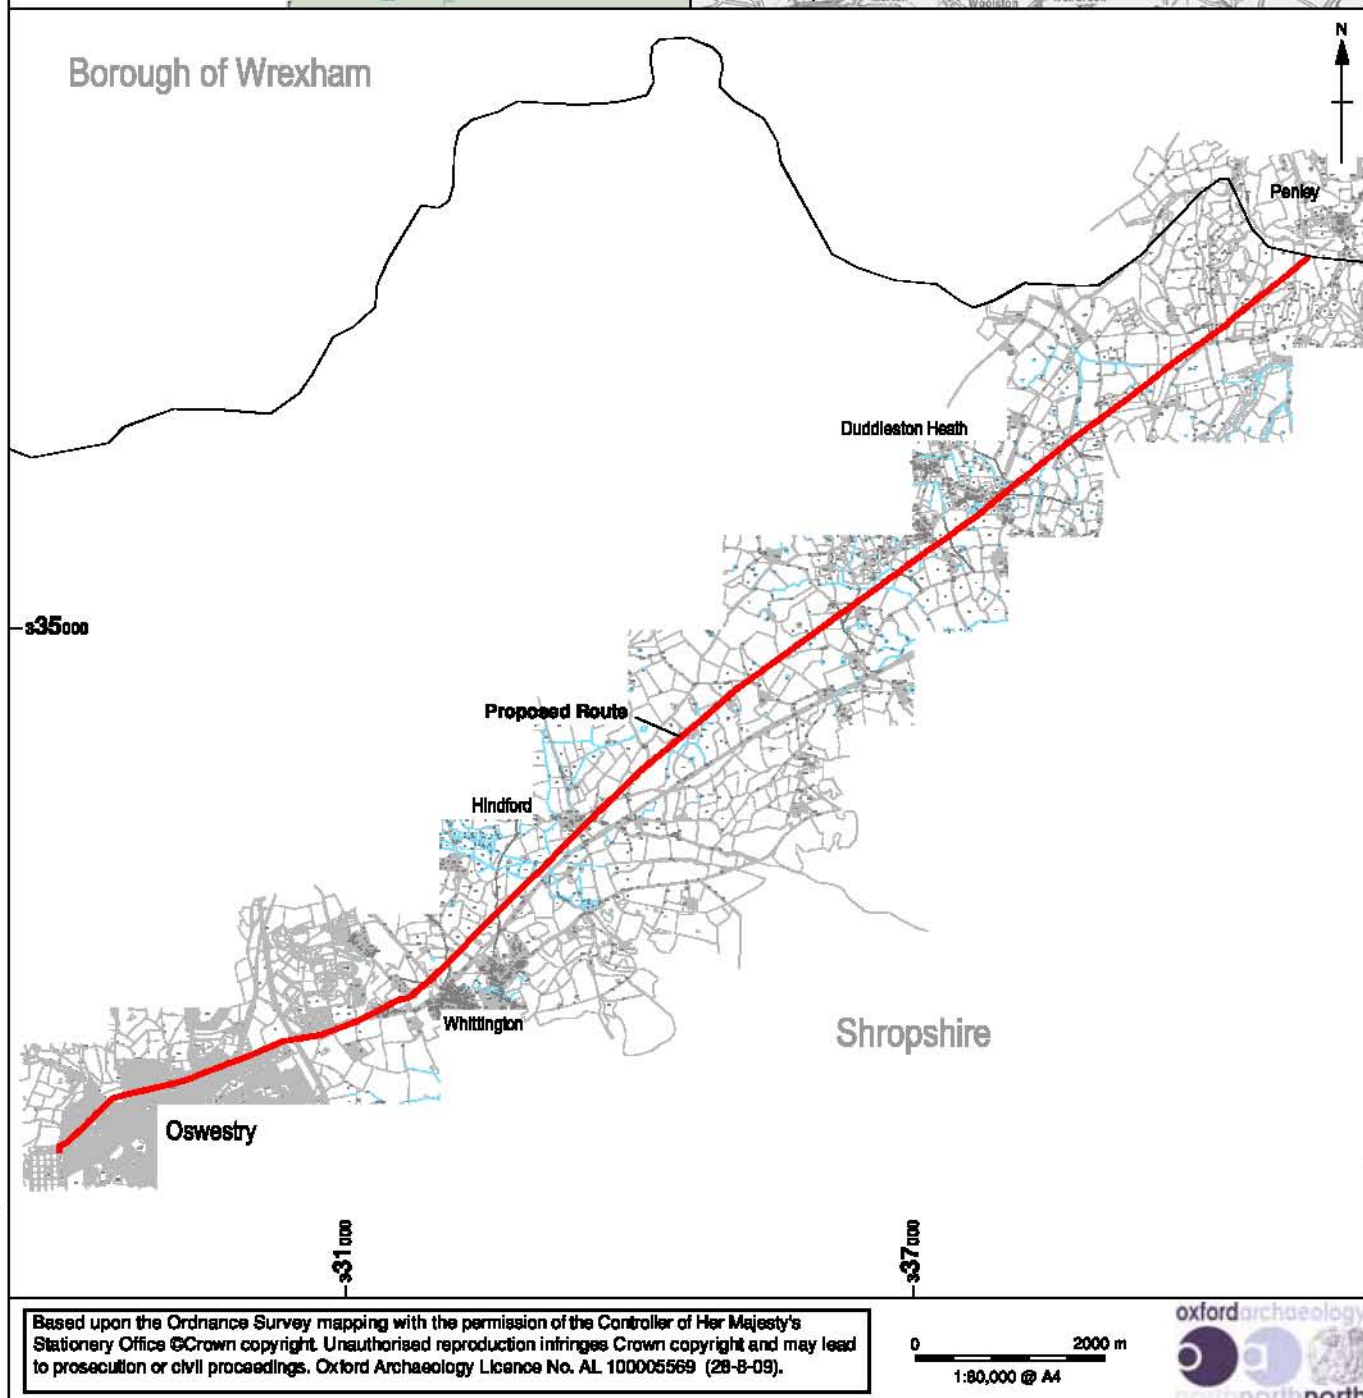 Woolston
Borough of Wrexham
N
Penley
Duddleston Heath
335000
Proposed Route
Hindford
Whittington
Shropshire
Oswestry
331000
337000
Based upon the Ordnance Survey mapping with the permission of the Controller of Her Majesty's
Stationery Office ©Crown copyright. Unauthorised reproduction infringes Crown copyright and may lead
to prosecution or civil proceedings. Oxford Archaeology Licence No. AL 100005569 (28-8-09).
0 2000 m
1:80,000 @ A4
oxfordarchaeology
north